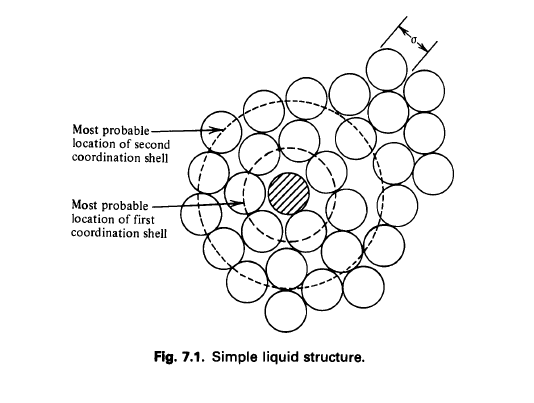 σ
Most probable
location of second
coordination shell
Most probable
location of first
coordination shell
Fig. 7.1. Simple liquid structure.